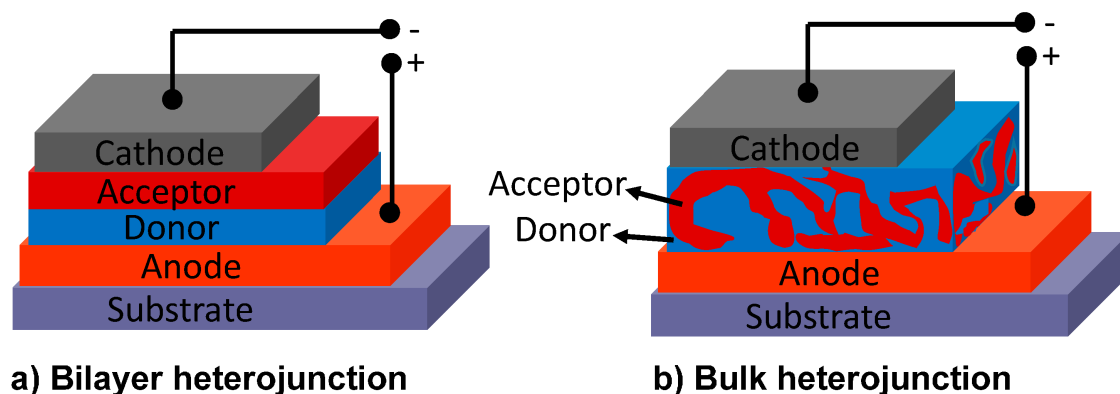 -
+
Cathode
Acceptor
Donor
Anode
Substrate
a) Bilayer heterojunction
-
+
Cathode
Acceptor
Donor
Anode
Substrate
b) Bulk heterojunction